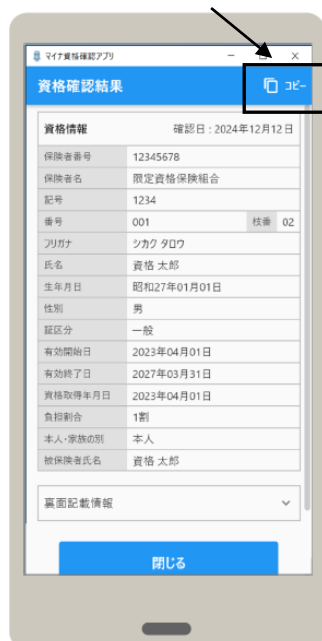 マイナ資格確認アプリ
資格確認結果 コピー
資格情報 確認日:2024年12月12日
保険者番号 12345678
保険者名 限定資格保険組合
記号 1234
番号 001 枝番 02
フリガナ シカク タロウ
氏名 資格 太郎
生年月日 昭和27年01月01日
性別 男
証区分 一般
有効開始日 2023年04月01日
有効終了日 2027年03月31日
資格取得年月日 2023年04月01日
負担割合 1割
本人・家族の別 本人
被保険者氏名 資格 太郎
裏面記載情報
閉じる